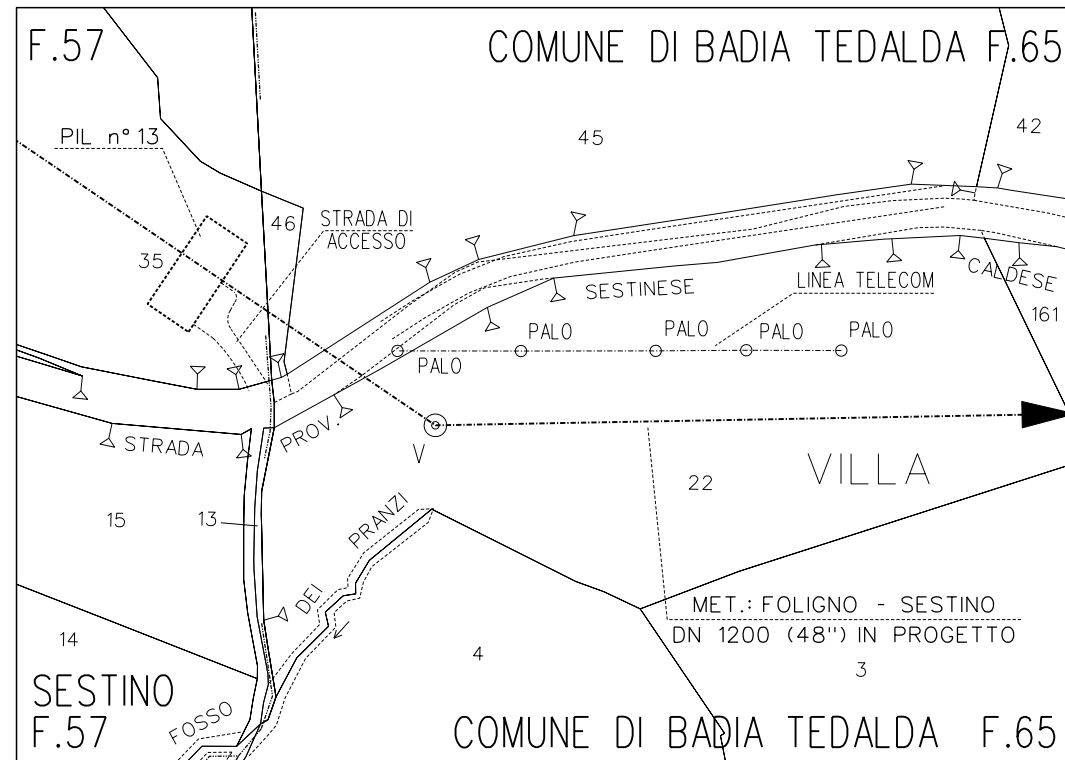 F.57
COMUNE DI BADIA TEDALDA F.65
PIL n° 13
45
42
46
STRADA DI
ACCESSO
35
SESTINESE
LINEA TELECOM
CALDESE
161
PALO
PALO
PALO
PALO
PALO
STRADA
PROV.
V
VILLA
22
15
13
PRANZI
DEI
MET.: FOLIGNO - SESTINO
DN 1200 (48") IN PROGETTO
14
4
3
SESTINO
F.57
FOSSO
COMUNE DI BADIA TEDALDA F.65